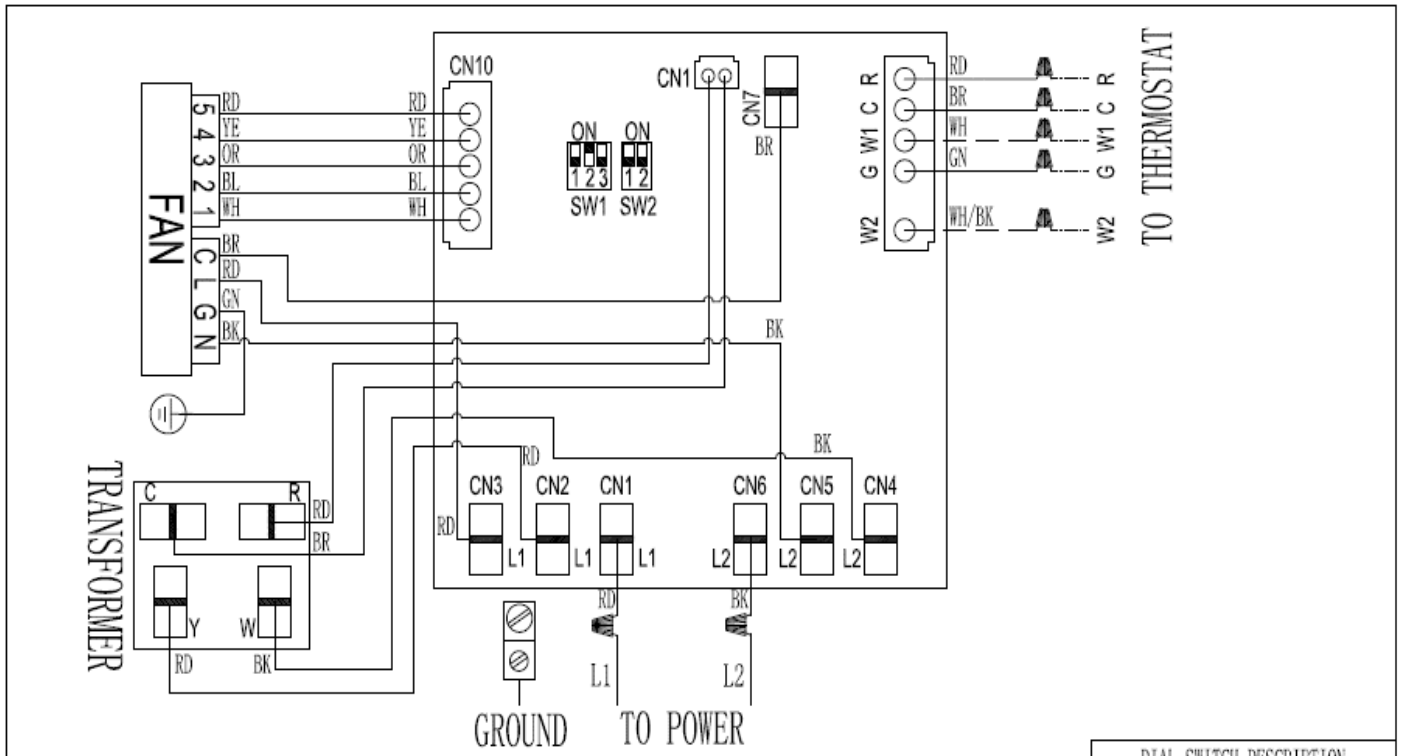 CN10
CN1
CN7
BR
ON
1 2 3
SW1
ON
1 2
SW2
FAN
5 RD RD
4 YE YE
3 OR OR
2 BL BL
1 WH WH
C BR
L RD
G GN
N BK
R RD R
C BR C
W1 WH W1
G GN G
W2 WH/BK W2
TO THERMOSTAT
BK
BK
RD
TRANSFORMER
C
R
RD
BR
Y
W
RD
BK
CN3
CN2
CN1
CN6
CN5
CN4
RD
L1
L1
L1
L2
L2
L2
RD
BK
L1
L2
GROUND
TO POWER